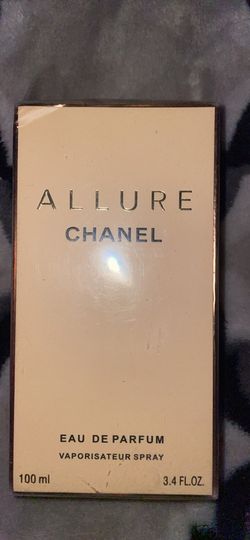 ALLURE
CHANEL
EAU DE PARFUM
VAPORISATEUR SPRAY
100 ml 3.4 FL.OZ.